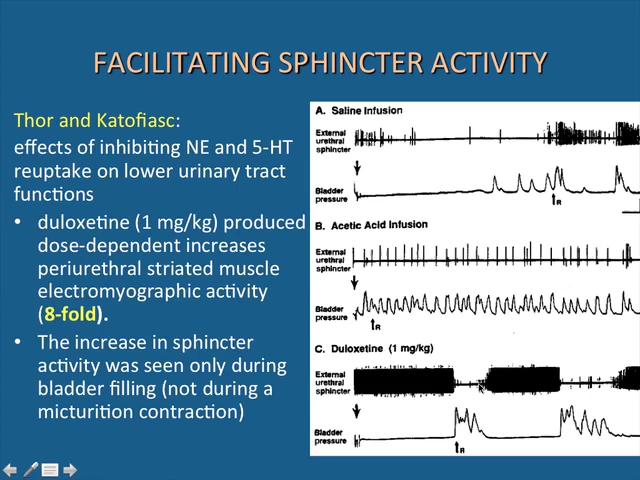 FACILITATING SPHINCTER ACTIVITY
Thor and Katofiasc:
effects of inhibiting NE and 5-HT
reuptake on lower urinary tract
functions
• duloxetine (1 mg/kg) produced
dose-dependent increases
periurethral striated muscle
electromyographic activity
(8-fold).
• The increase in sphincter
activity was seen only during
bladder filling (not during a
micturition contraction)
A. Saline Infusion
External
urethral
sphincter
Bladder
pressure
R
B. Acetic Acid Infusion
External
urethral
sphincter
Bladder
pressure
R
C. Duloxetine (1 mg/kg)
External
urethral
sphincter
Bladder
pressure
R